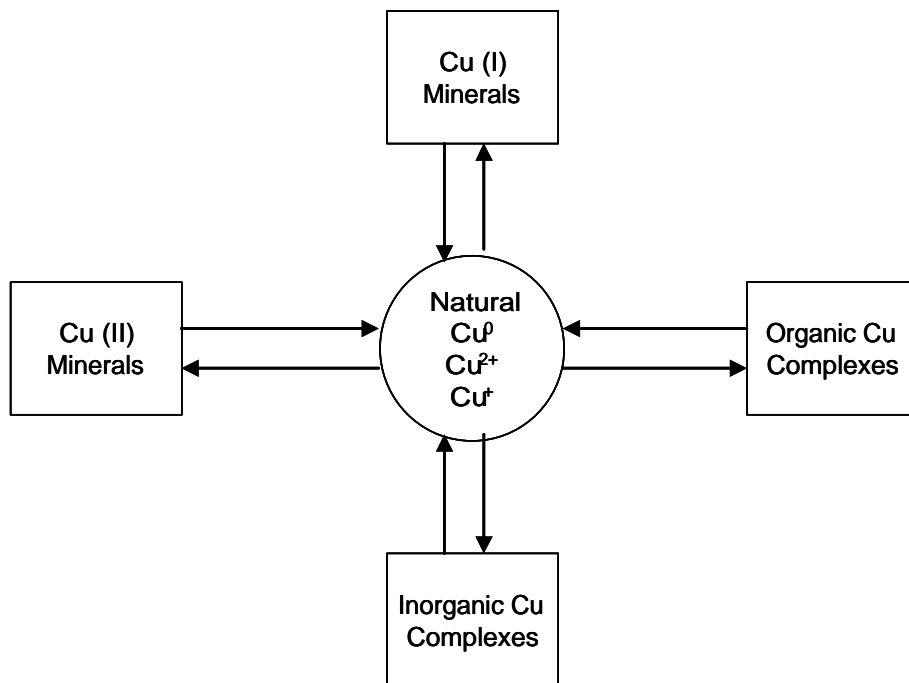 Cu (I)
Minerals
Cu (II)
Minerals
Natural
Cu⁰
Cu²⁺
Cu⁺
Organic Cu
Complexes
Inorganic Cu
Complexes